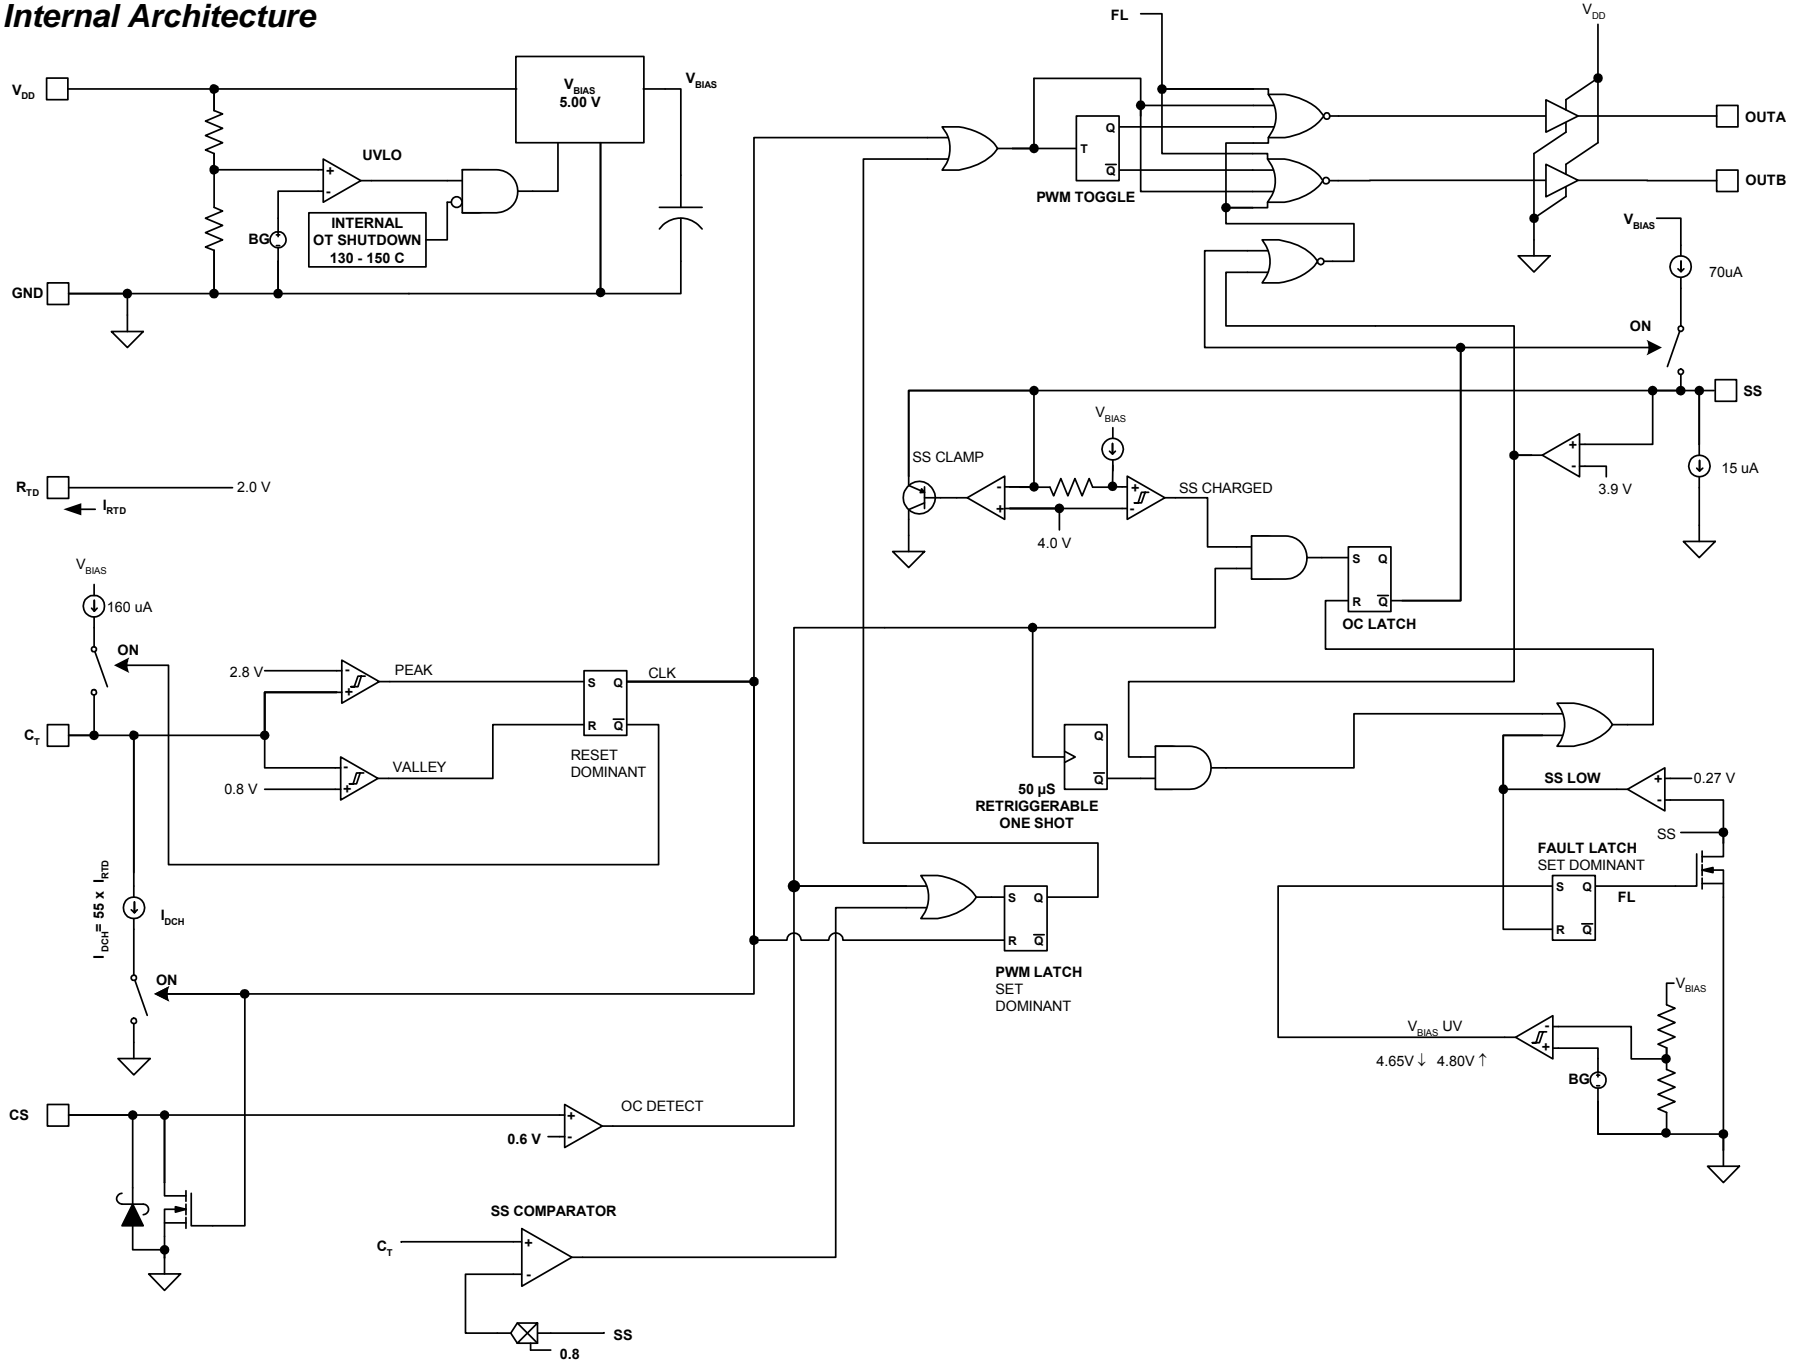 Internal Architecture
FL
VDD
VDD
VBIAS
5.00 V
VBIAS
UVLO
+
-
BG
INTERNAL
OT SHUTDOWN
130 - 150 C
GND
T
Q
Q
PWM TOGGLE
OUTA
OUTB
VBIAS
70uA
ON
SS
15 uA
+
-
3.9 V
VBIAS
SS CLAMP
-
+
4.0 V
+
-
SS CHARGED
S Q
R Q
OC LATCH
RTD
2.0 V
IRTD
VBIAS
160 uA
ON
2.8 V
-
+
PEAK
S Q
R Q
CLK
RESET
DOMINANT
CT
0.8 V
-
+
VALLEY
Q
Q
50 µS
RETRIGGERABLE
ONE SHOT
SS LOW
+
-
0.27 V
SS
FAULT LATCH
SET DOMINANT
S Q
R Q
FL
IDCH= 55 x IRTD
IDCH
ON
S Q
R Q
PWM LATCH
SET
DOMINANT
VBIAS
VBIAS UV
4.65V ↓ 4.80V ↑
-
+
BG
CS
+
-
0.6 V
OC DETECT
SS COMPARATOR
CT
+
-
SS
0.8